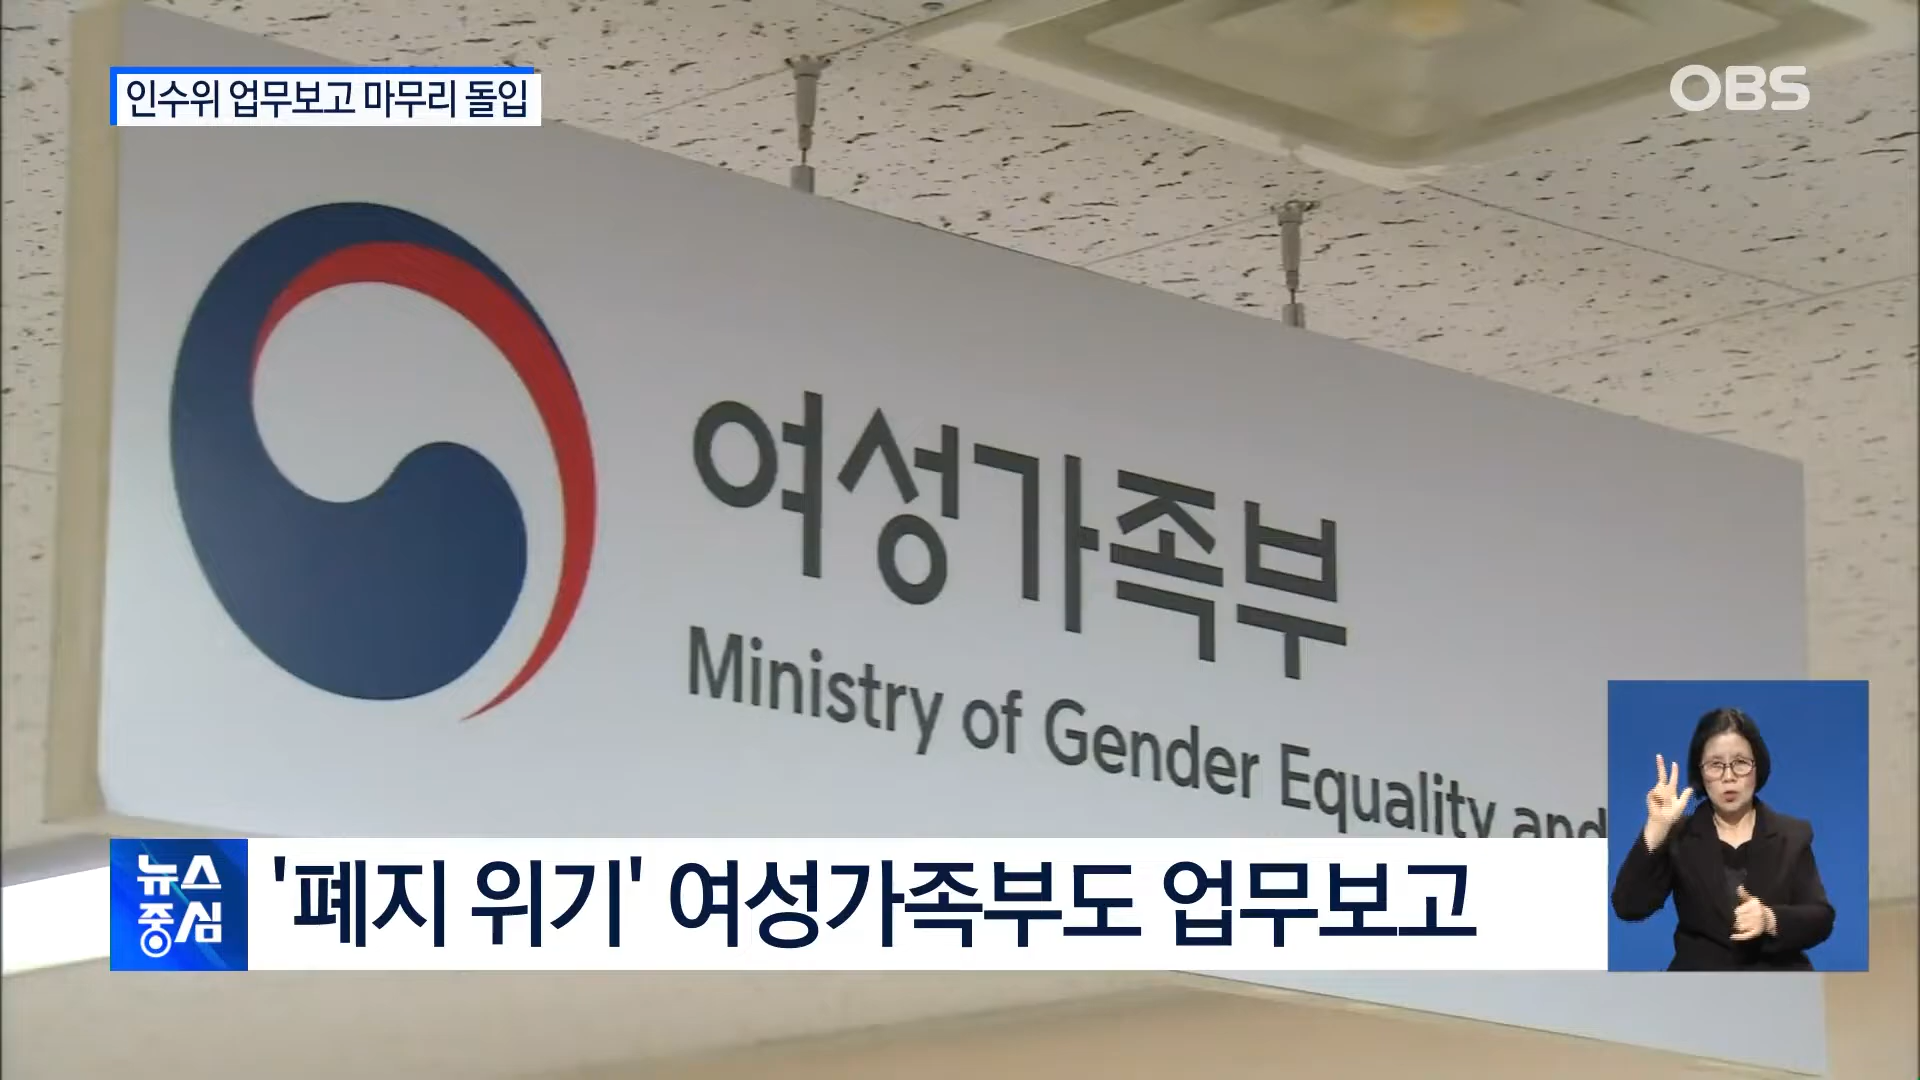 인수위 업무보고 마무리 돌입
OBS
여성가족부
Ministry of Gender Equality and
뉴스
중심
'폐지 위기' 여성가족부도 업무보고